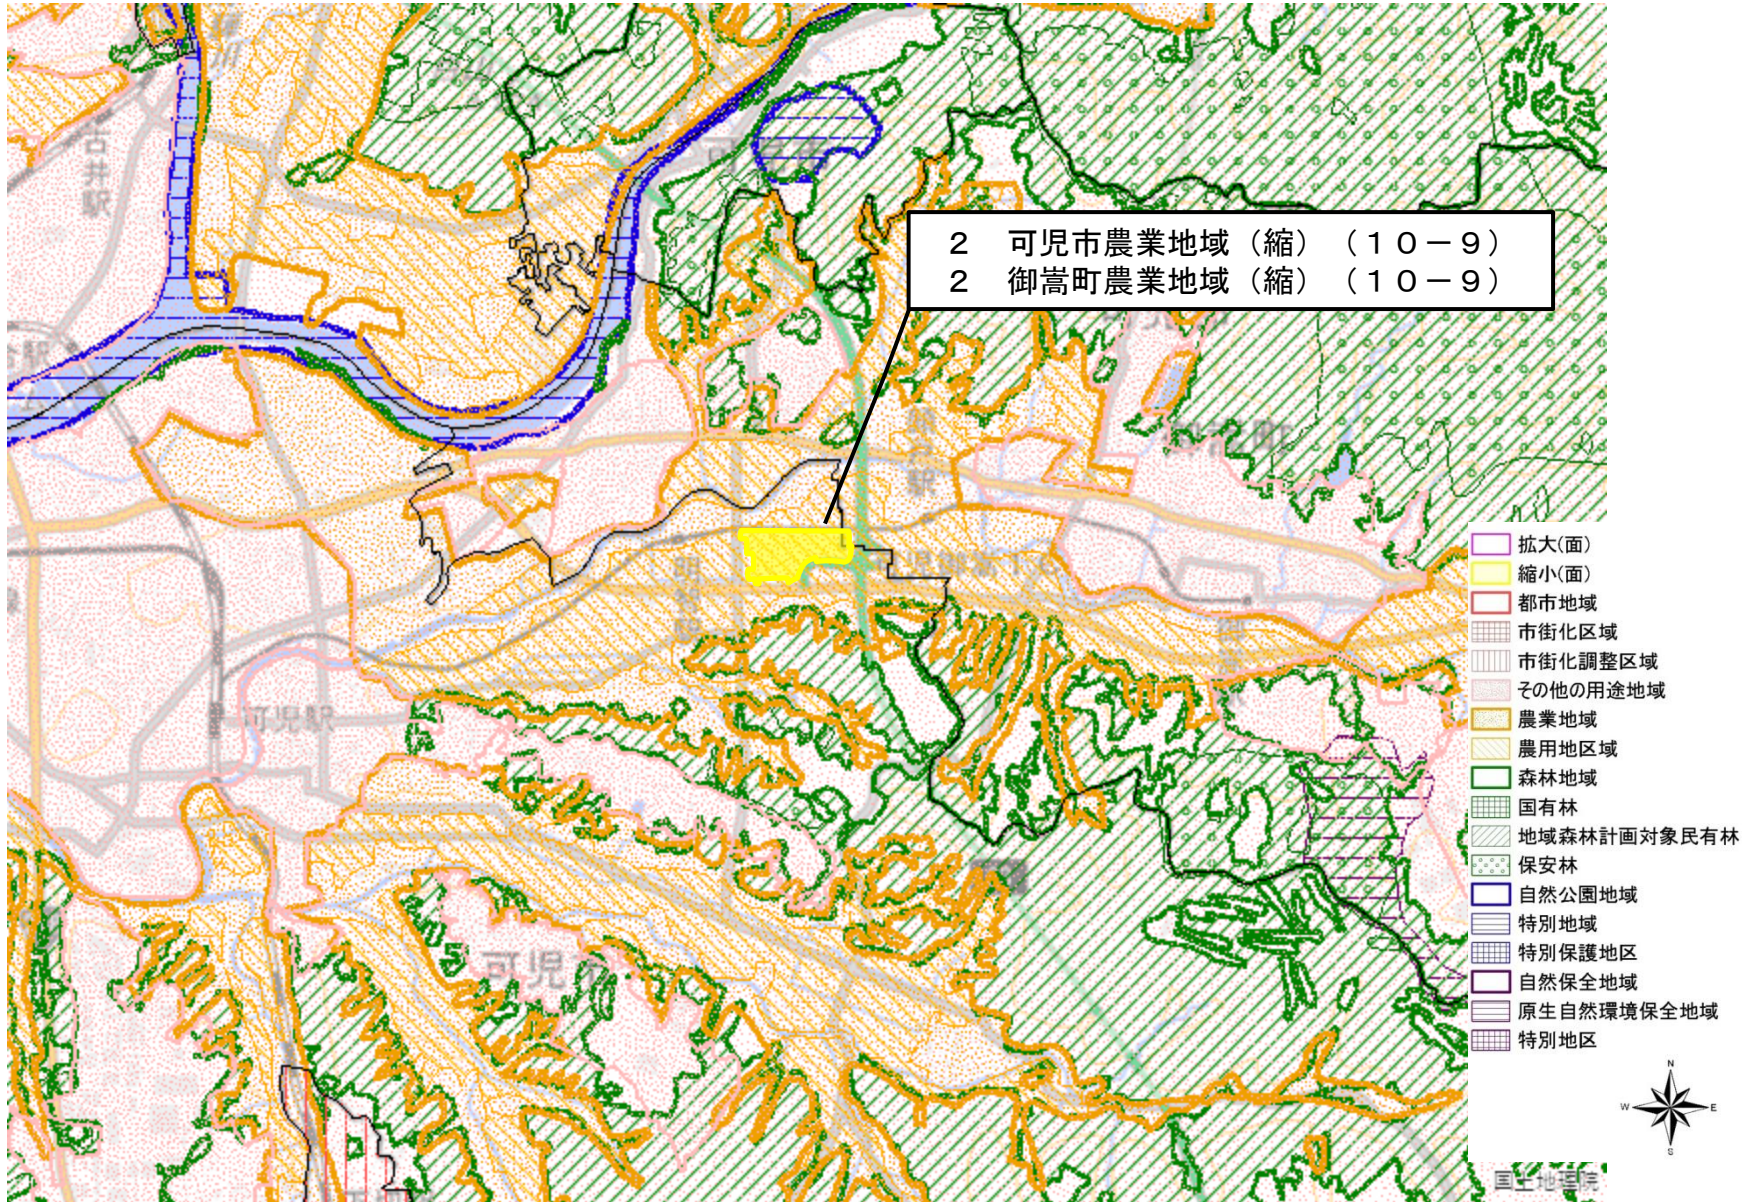 2　可児市農業地域（縮）（１０－９）
2　御嵩町農業地域（縮）（１０－９）
古井駅
可児市
明智駅
可児駅
可児市
拡大(面)
縮小(面)
都市地域
市街化区域
市街化調整区域
その他の用途地域
農業地域
農用地区域
森林地域
国有林
地域森林計画対象民有林
保安林
自然公園地域
特別地域
特別保護地区
自然保全地域
原生自然環境保全地域
特別地区
N
W
E
S
国土地理院